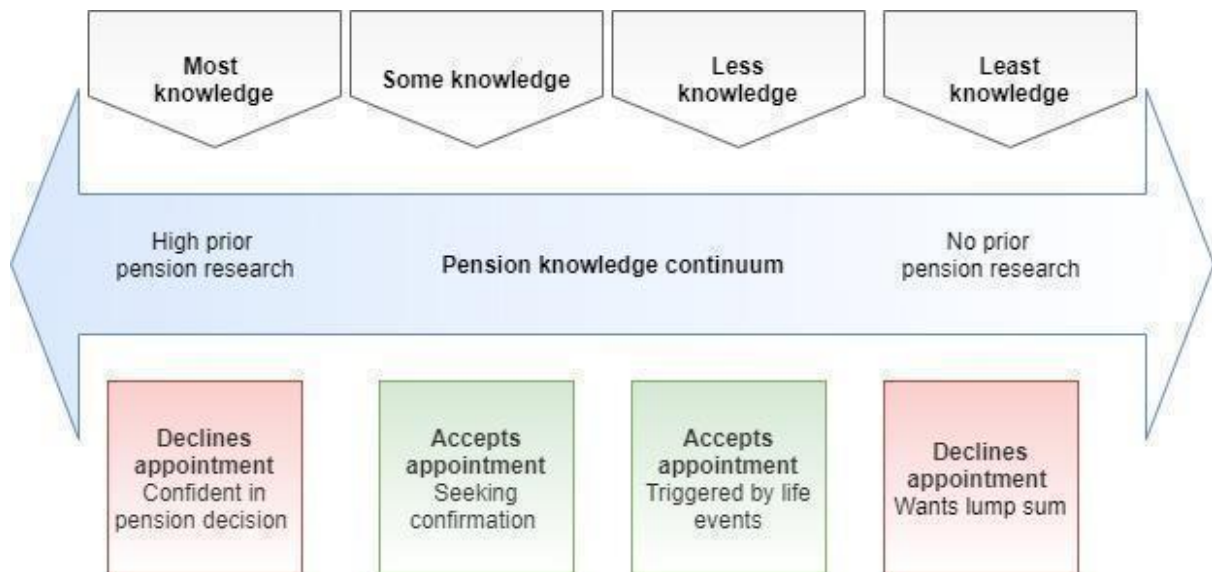 Most
knowledge
Some knowledge
Less
knowledge
Least
knowledge
High prior
pension research
Pension knowledge continuum
No prior
pension research
Declines
appointment
Confident in
pension decision
Accepts
appointment
Seeking
confirmation
Accepts
appointment
Triggered by life
events
Declines
appointment
Wants lump sum